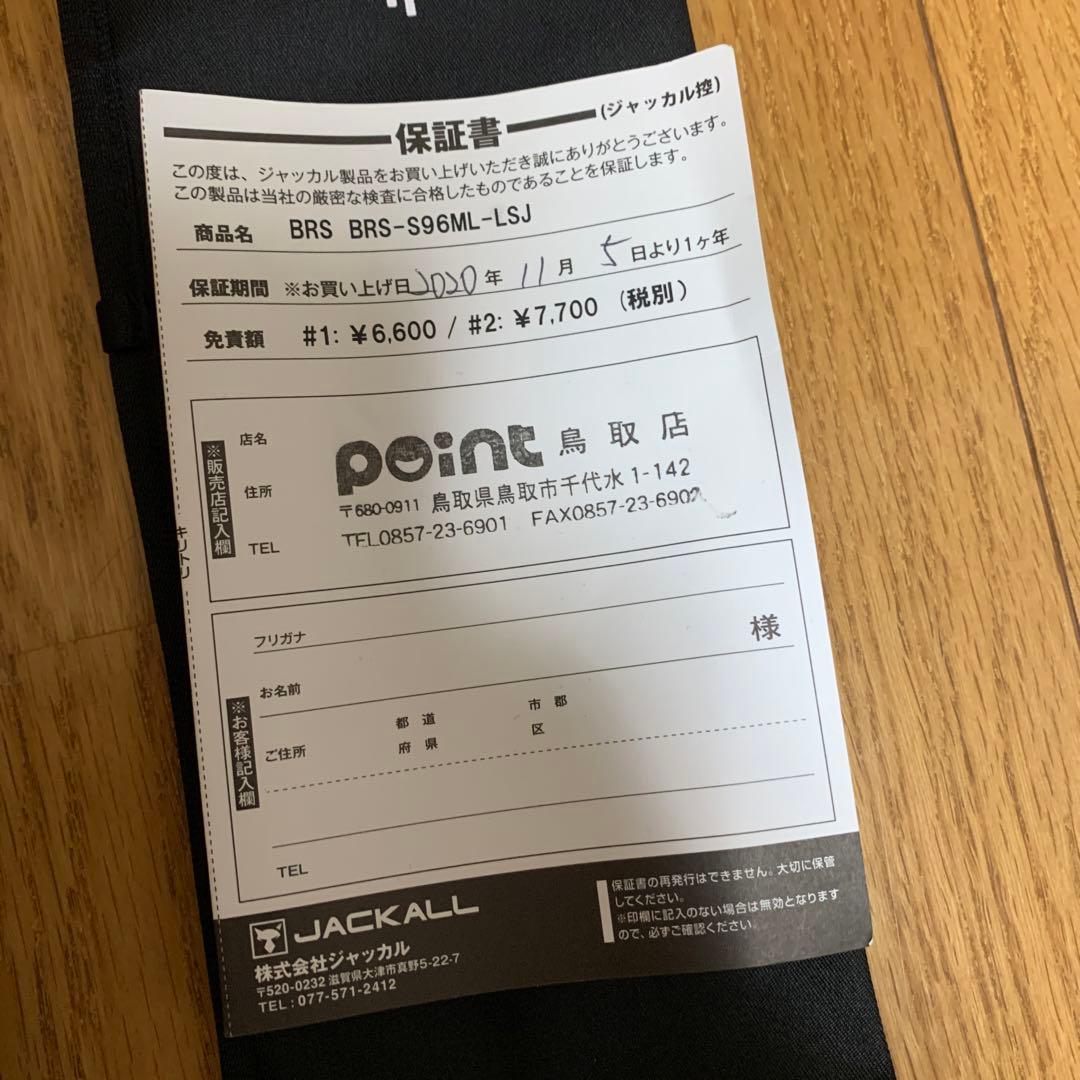 保証書
(ジャッカル控)
この度は、ジャッカル製品をお買い上げいただき誠にありがとうございます。
この製品は当社の厳密な検査に合格したものであることを保証します。
商品名 BRS BRS-S96ML-LSJ
保証期間 ※お買い上げ日 2020 年 11 月 5 日より1ヶ年
免責額 #1: ¥6,600 / #2: ¥7,700 (税別)
※販売店記入欄
店名 point 鳥取店
住所 〒680-0911 鳥取県鳥取市千代水1-142
TEL TEL0857-23-6901 FAX0857-23-6902
キリトリ
※お客様記入欄
フリガナ
お名前 様
ご住所 都道府県 市郡区
TEL
JACKALL
株式会社ジャッカル
〒520-0232 滋賀県大津市真野5-22-7
TEL:077-571-2412
保証書の再発行はできません。大切に保管
してください。
※印欄に記入のない場合は無効となります
ので、必ずご確認ください。